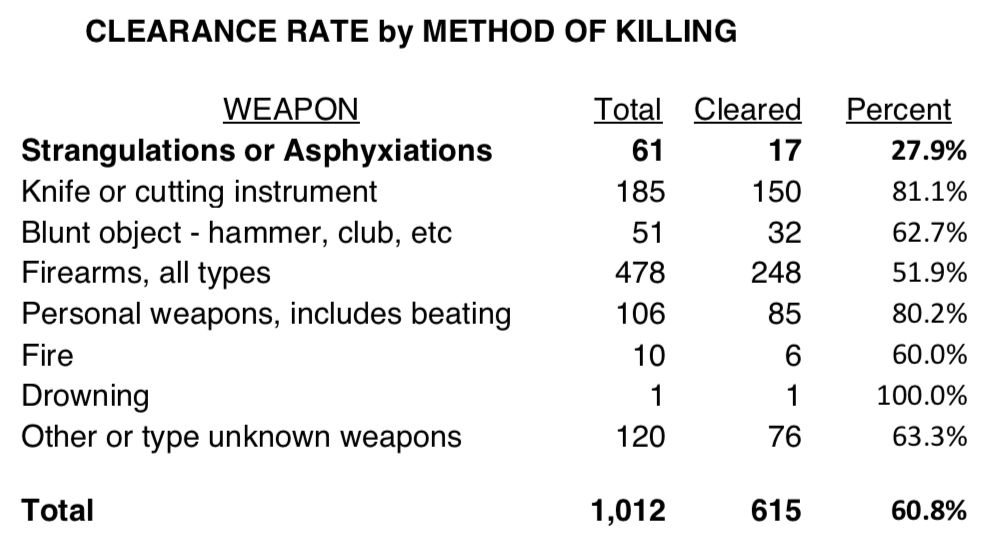 CLEARANCE RATE by METHOD OF KILLING
WEAPON Total Cleared Percent
Strangulations or Asphyxiations 61 17 27.9%
Knife or cutting instrument 185 150 81.1%
Blunt object - hammer, club, etc 51 32 62.7%
Firearms, all types 478 248 51.9%
Personal weapons, includes beating 106 85 80.2%
Fire 10 6 60.0%
Drowning 1 1 100.0%
Other or type unknown weapons 120 76 63.3%
Total 1,012 615 60.8%